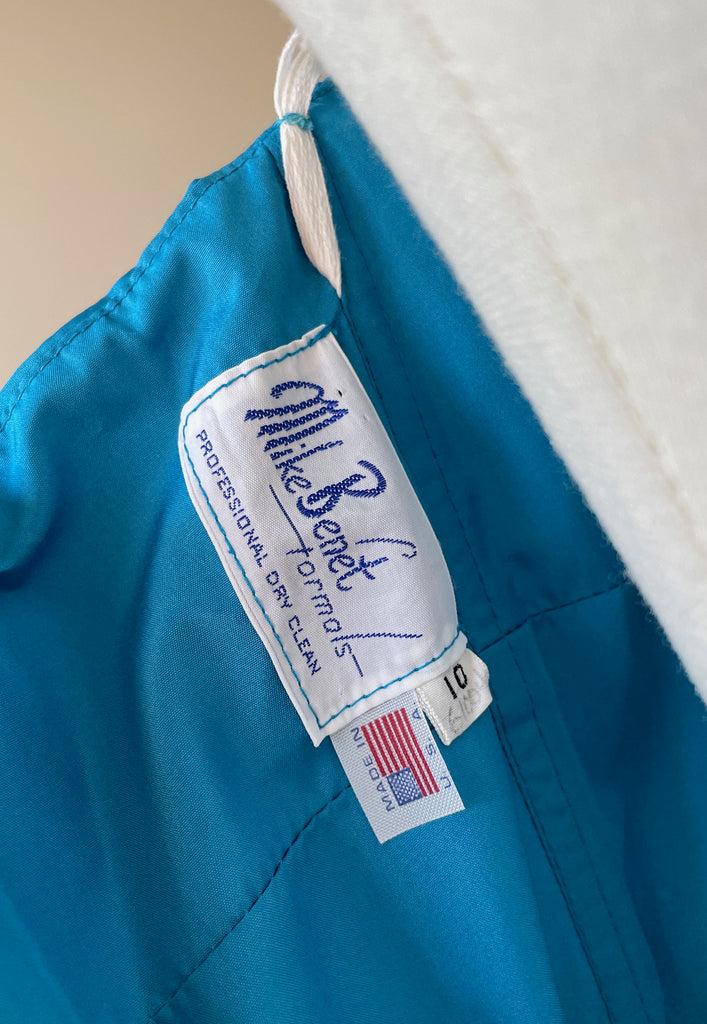 Mike Benet
formals
PROFESSIONAL DRY CLEAN
10
MADE IN
U. S. A